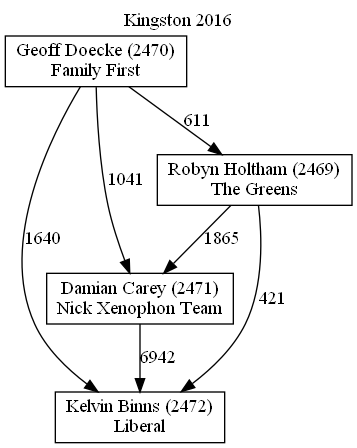 Kingston 2016
Geoff Doecke (2470)
Family First
611
Robyn Holtham (2469)
The Greens
1041
1640
1865
421
Damian Carey (2471)
Nick Xenophon Team
6942
Kelvin Binns (2472)
Liberal